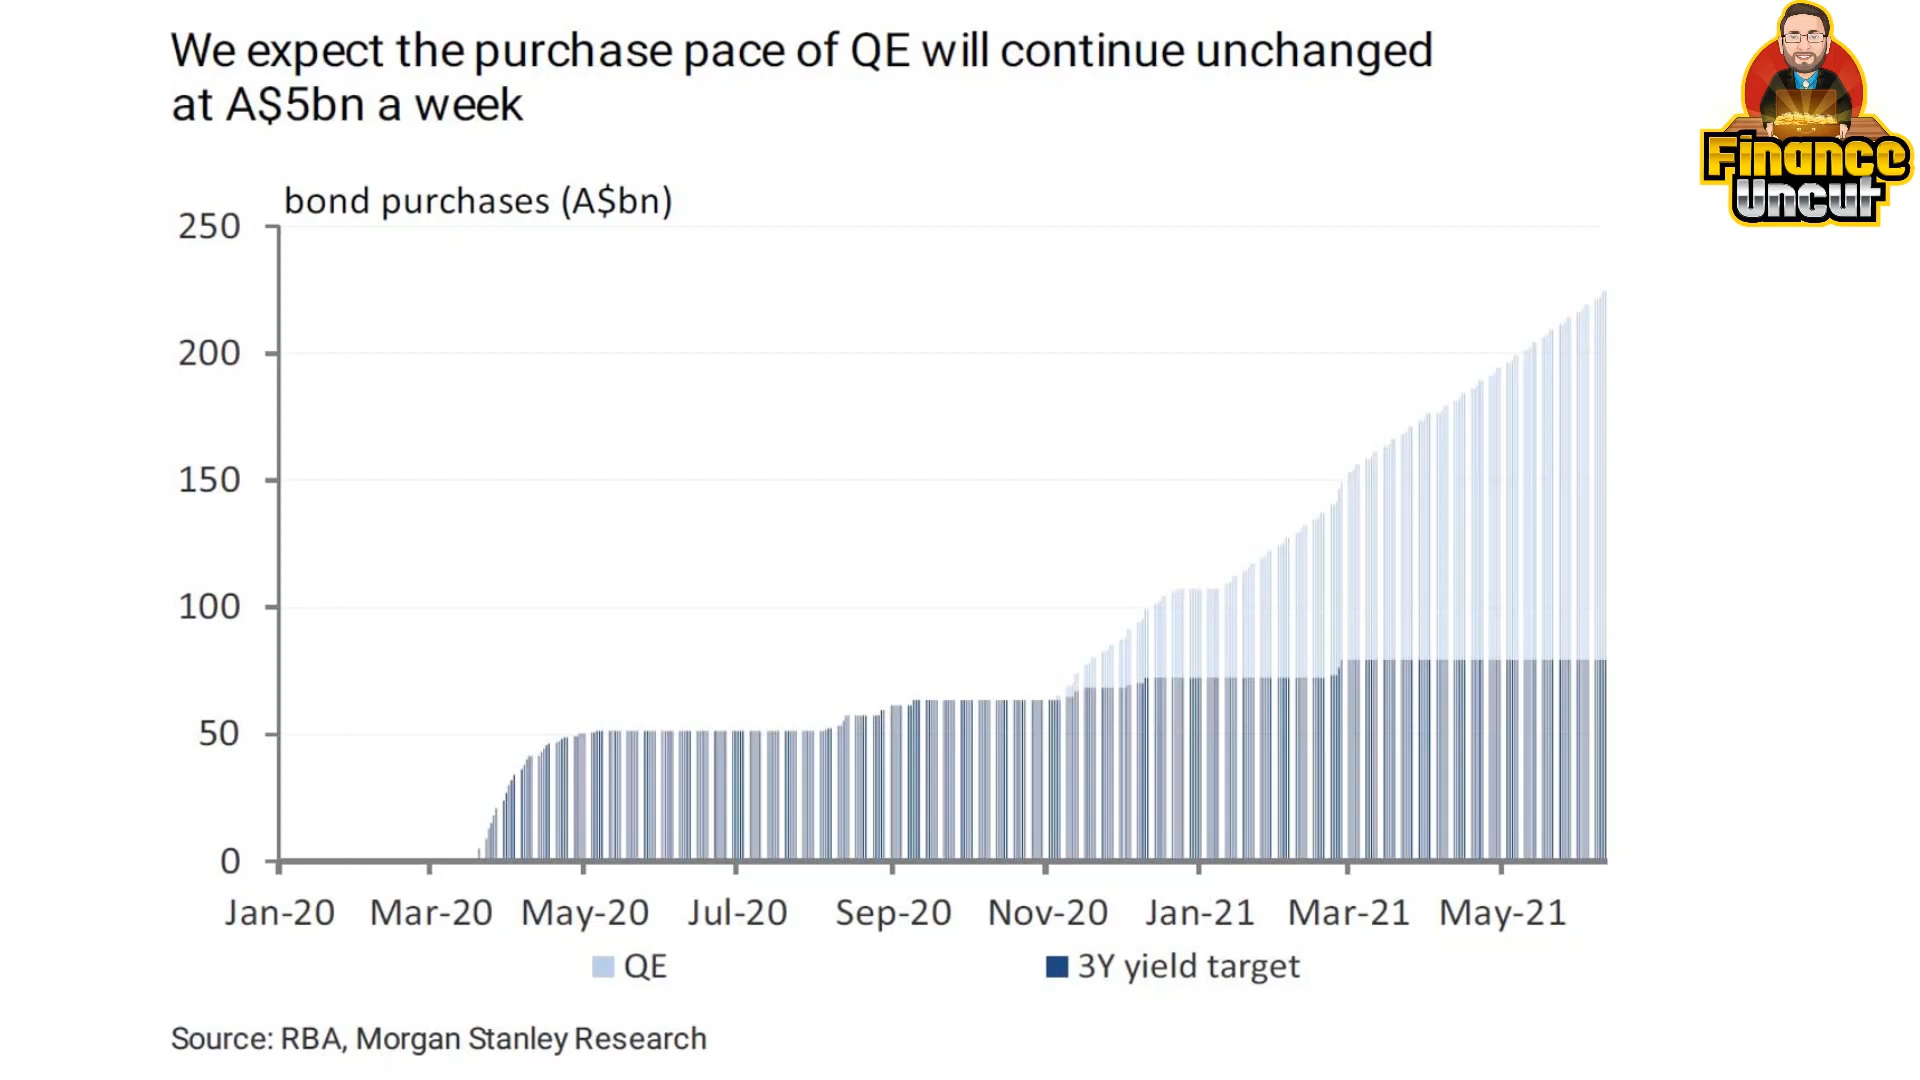 We expect the purchase pace of QE will continue unchanged
at A$5bn a week
Finance
Uncut
bond purchases (A$bn)
250
200
150
100
50
0
Jan-20 Mar-20 May-20 Jul-20 Sep-20 Nov-20 Jan-21 Mar-21 May-21
QE 3Y yield target
Source: RBA, Morgan Stanley Research